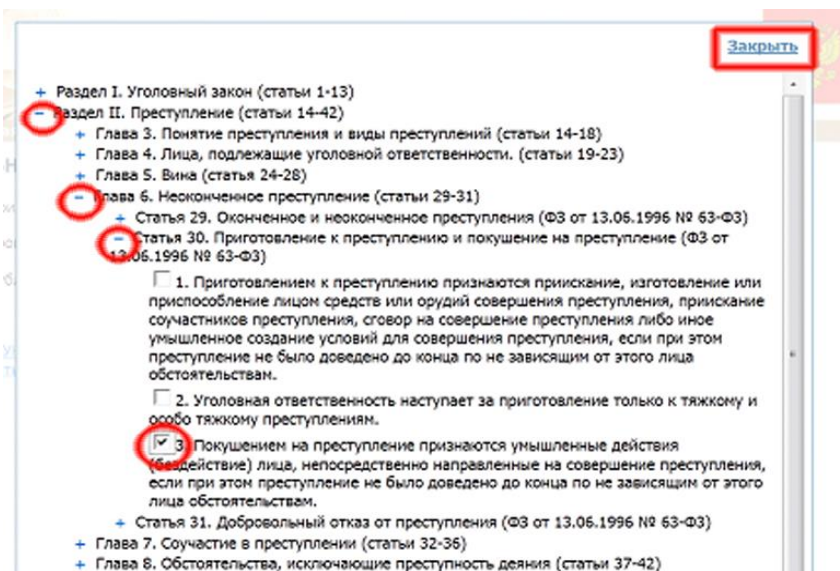 Закрыть
+ Раздел I. Уголовный закон (статьи 1-13)
− Раздел II. Преступление (статьи 14-42)
+ Глава 3. Понятие преступления и виды преступлений (статьи 14-18)
+ Глава 4. Лица, подлежащие уголовной ответственности. (статьи 19-23)
+ Глава 5. Вина (статья 24-28)
− Глава 6. Неоконченное преступление (статьи 29-31)
+ Статья 29. Оконченное и неоконченное преступления (ФЗ от 13.06.1996 № 63-ФЗ)
− Статья 30. Приготовление к преступлению и покушение на преступление (ФЗ от
13.06.1996 № 63-ФЗ)
1. Приготовлением к преступлению признаются приискание, изготовление или
приспособление лицом средств или орудий совершения преступления, приискание
соучастников преступления, сговор на совершение преступления либо иное
умышленное создание условий для совершения преступления, если при этом
преступление не было доведено до конца по не зависящим от этого лица
обстоятельствам.
2. Уголовная ответственность наступает за приготовление только к тяжкому и
особо тяжкому преступлениям.
3. Покушением на преступление признаются умышленные действия
(бездействие) лица, непосредственно направленные на совершение преступления,
если при этом преступление не было доведено до конца по не зависящим от этого
лица обстоятельствам.
+ Статья 31. Добровольный отказ от преступления (ФЗ от 13.06.1996 № 63-ФЗ)
+ Глава 7. Соучастие в преступлении (статьи 32-36)
+ Глава 8. Обстоятельства, исключающие преступность деяния (статьи 37-42)